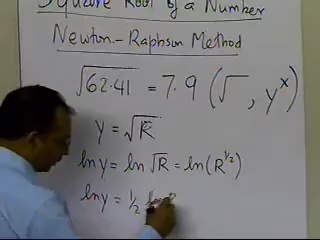 Square Root of a Number
Newton-Raphson Method
√62.41 = 7.9 (√ , y^x)
y = √R
ln y = ln √R = ln (R^1/2)
ln y = 1/2